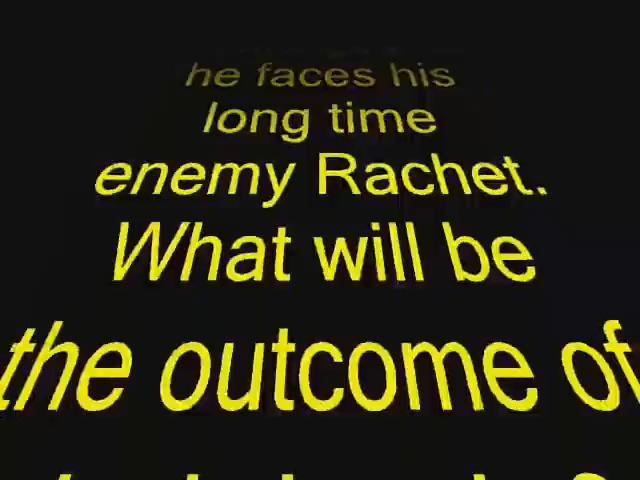 he faces his
long time
enemy Rachet.
What will be
the outcome of